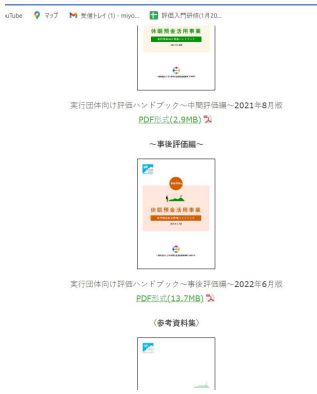 ouTube マップ 受信トレイ (1) – miyo... 評価入門研修(1月20...
休眠預金活用事業
実行団体向け評価ハンドブック～中間評価編～2021年8月版
PDF形式(2.9MB)
～事後評価編～
休眠預金活用事業
実行団体向け評価ハンドブック～事後評価編～2022年6月版
PDF形式(13.7MB)
〈参考資料集〉